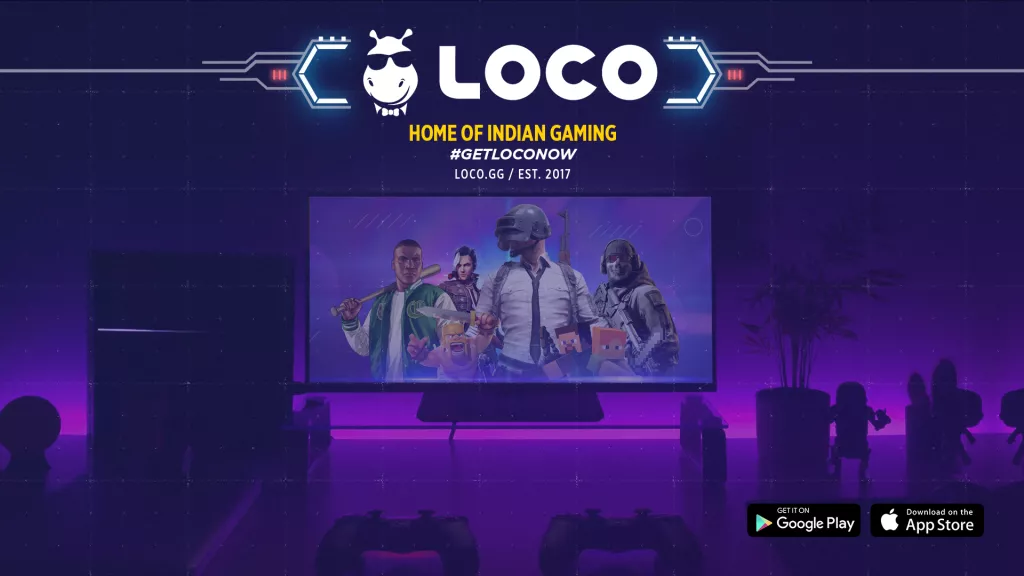 LOCO
HOME OF INDIAN GAMING
#GETLOCONOW
LOCO.GG / EST. 2017
GET IT ON
Google Play
Download on the
App Store